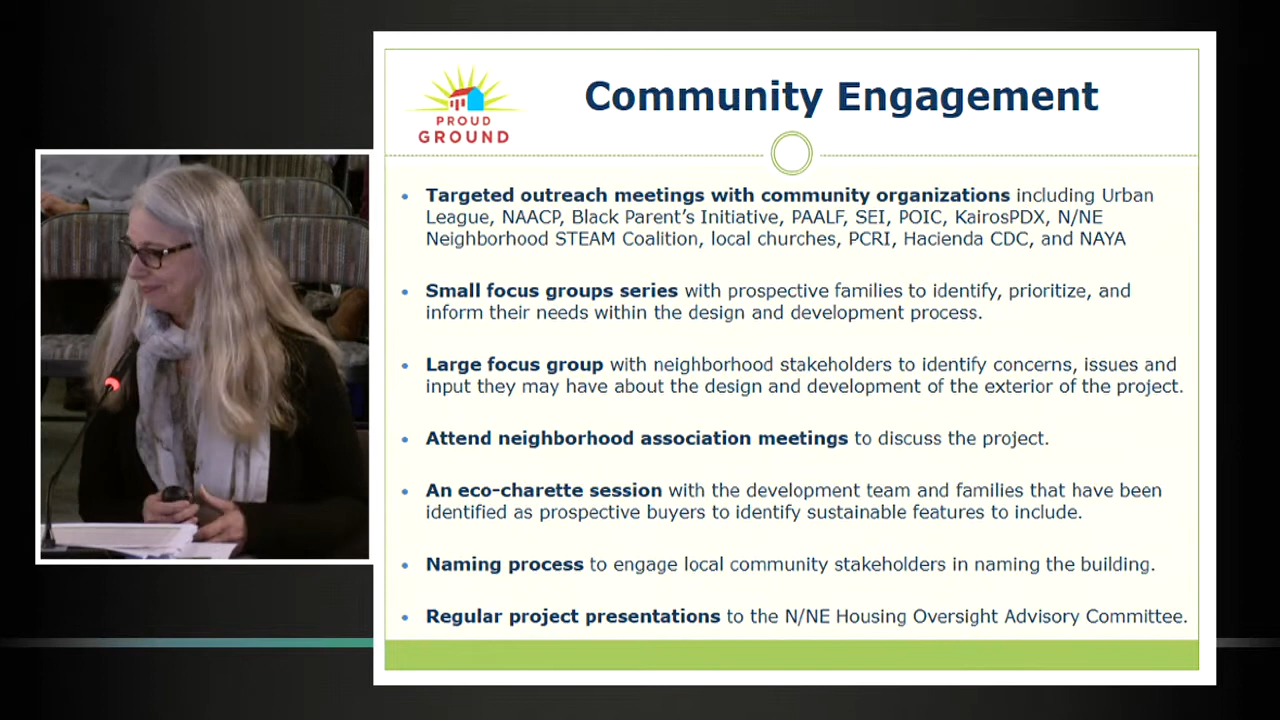 PROUD
GROUND
Community Engagement
• Targeted outreach meetings with community organizations including Urban
League, NAACP, Black Parent's Initiative, PAALF, SEI, POIC, KairosPDX, N/NE
Neighborhood STEAM Coalition, local churches, PCRI, Hacienda CDC, and NAYA
• Small focus groups series with prospective families to identify, prioritize, and
inform their needs within the design and development process.
• Large focus group with neighborhood stakeholders to identify concerns, issues and
input they may have about the design and development of the exterior of the project.
• Attend neighborhood association meetings to discuss the project.
• An eco-charette session with the development team and families that have been
identified as prospective buyers to identify sustainable features to include.
• Naming process to engage local community stakeholders in naming the building.
• Regular project presentations to the N/NE Housing Oversight Advisory Committee.